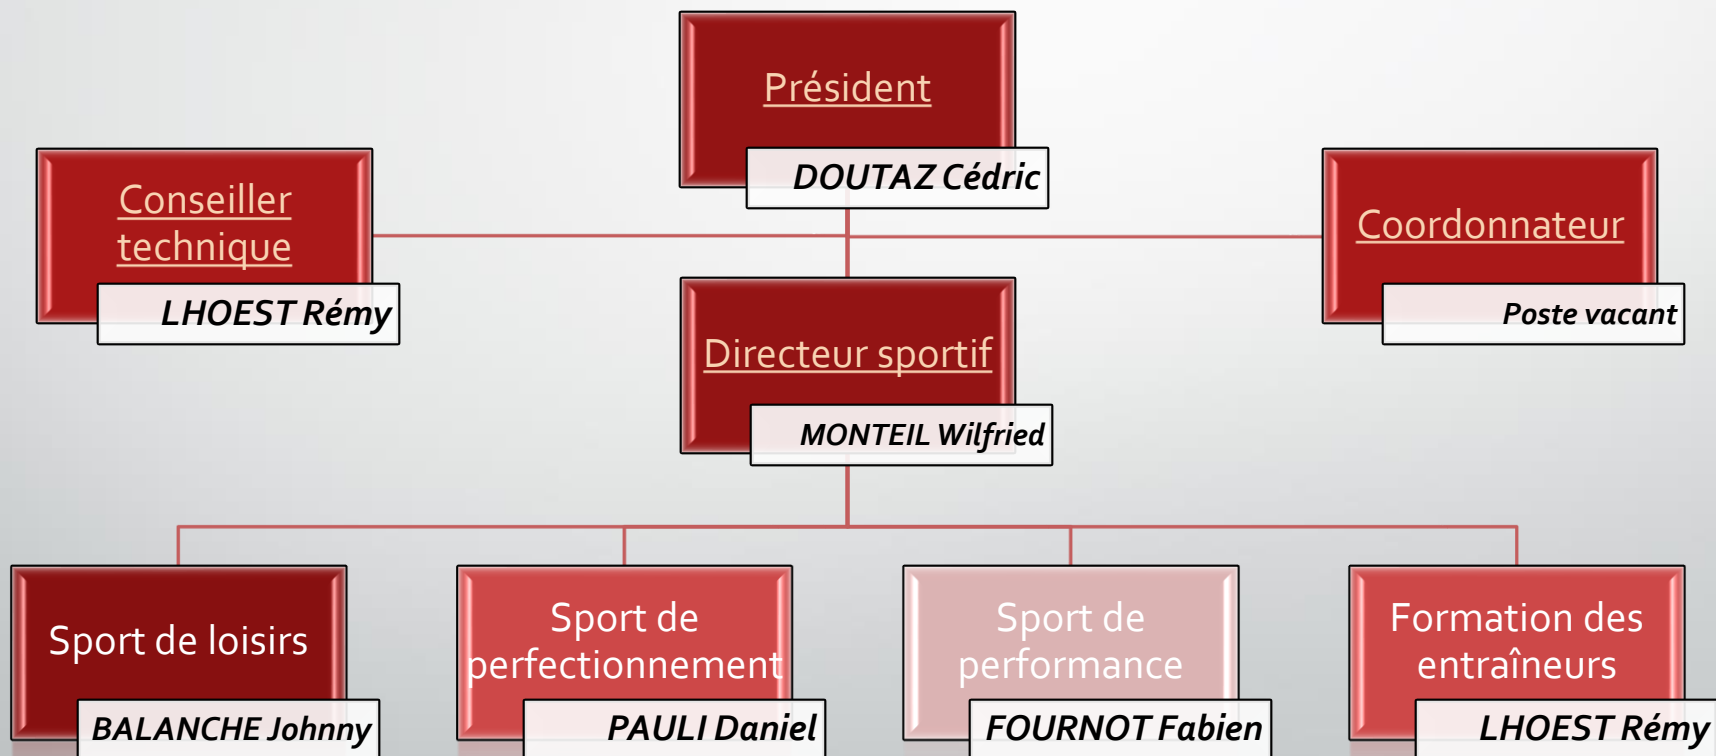 Président
DOUTAZ Cédric
Conseiller
technique
LHOEST Rémy
Coordonnateur
Poste vacant
Directeur sportif
MONTEIL Wilfried
Sport de loisirs
BALANCHE Johnny
Sport de
perfectionnement
PAULI Daniel
Sport de
performance
FOURNOT Fabien
Formation des
entraîneurs
LHOEST Rémy